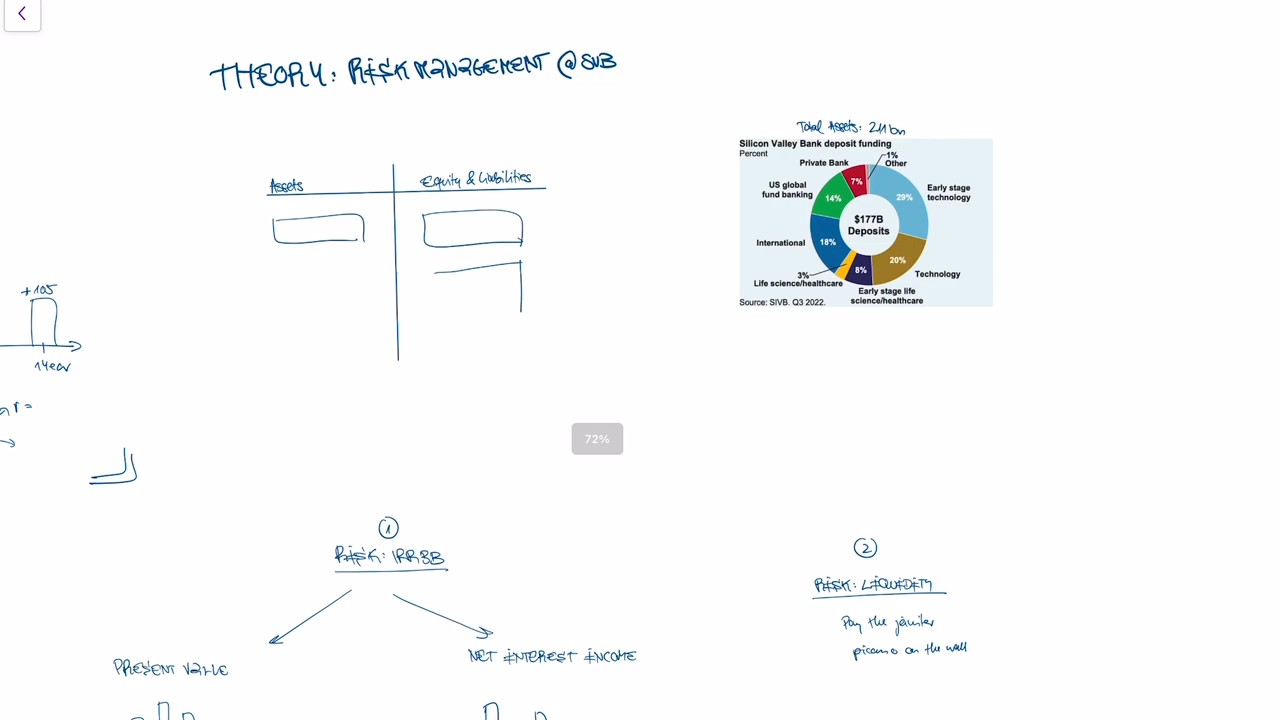 THEORY: RISK MANAGEMENT @ SVB
Total Assets: 211 bn
Silicon Valley Bank deposit funding
Percent
1%
Other
Private Bank
7%
US global
fund banking
14%
29%
Early stage
technology
$177B
Deposits
International
18%
20%
Technology
3%
Life science/healthcare
8%
Early stage life
science/healthcare
Source: SIVB. Q3 2022.
Assets
Equity & Liabilities
+105
1 year
72%
1
RISK: IRRBB
PRESENT VALUE
NET INTEREST INCOME
2
RISK: LIQUIDITY
Pay the janitor
picasso on the wall